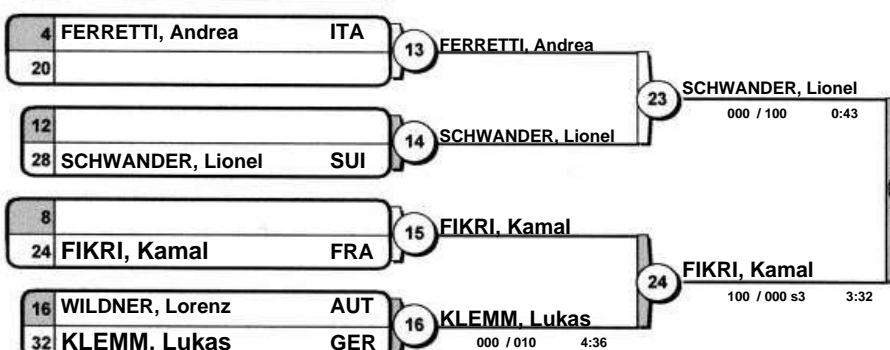 4 FERRETTI, Andrea ITA
20
13
FERRETTI, Andrea
12
28 SCHWANDER, Lionel SUI
14
SCHWANDER, Lionel
23
SCHWANDER, Lionel
000 / 100 0:43
8
24 FIKRI, Kamal FRA
15
FIKRI, Kamal
16 WILDNER, Lorenz AUT
32 KLEMM, Lukas GER
16
KLEMM, Lukas
000 / 010 4:36
24
FIKRI, Kamal
100 / 000 s3 3:32